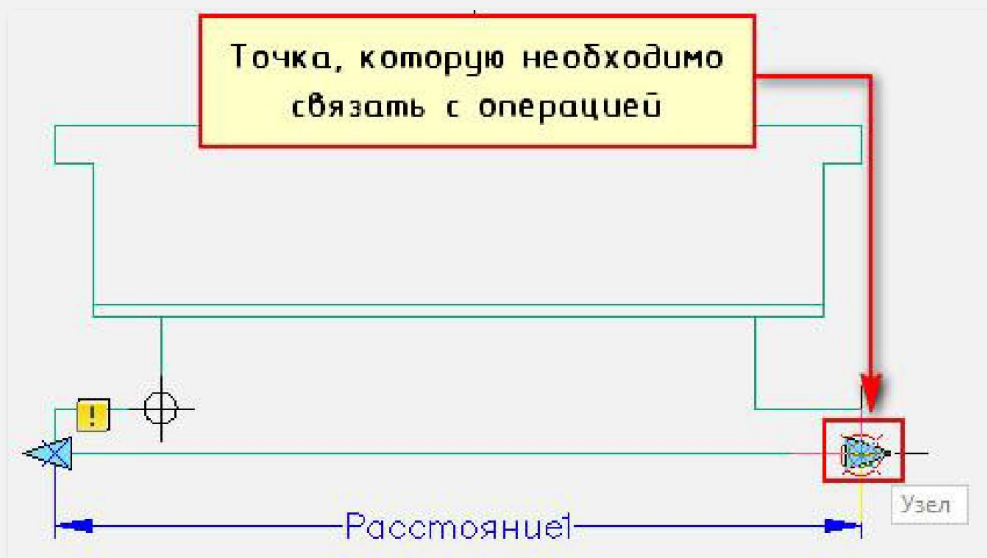 Точка, которую необходимо
связать с операцией
!
Узел
Расстояние1